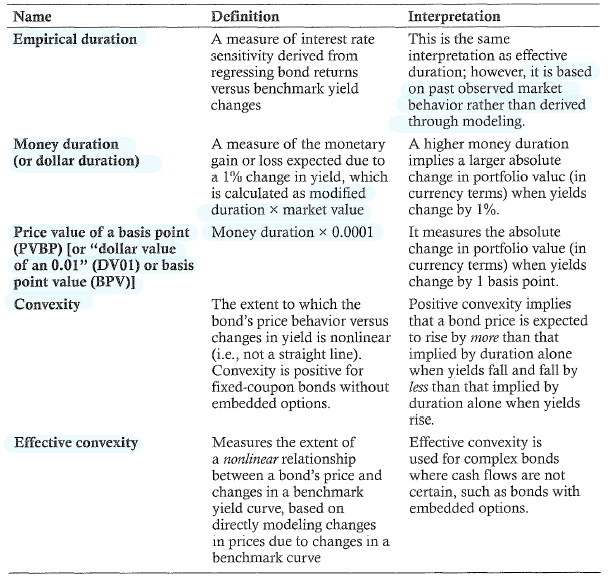 Name Definition Interpretation
Empirical duration
A measure of interest rate
sensitivity derived from
regressing bond returns
versus benchmark yield
changes
This is the same
interpretation as effective
duration; however, it is based
on past observed market
behavior rather than derived
through modeling.
Money duration
(or dollar duration)
A measure of the monetary
gain or loss expected due to
a 1% change in yield, which
is calculated as modified
duration × market value
A higher money duration
implies a larger absolute
change in portfolio value (in
currency terms) when yields
change by 1%.
Price value of a basis point
(PVBP) [or “dollar value
of an 0.01” (DV01) or basis
point value (BPV)]
Money duration × 0.0001
It measures the absolute
change in portfolio value (in
currency terms) when yields
change by 1 basis point.
Convexity
The extent to which the
bond’s price behavior versus
changes in yield is nonlinear
(i.e., not a straight line).
Convexity is positive for
fixed-coupon bonds without
embedded options.
Positive convexity implies
that a bond price is expected
to rise by more than that
implied by duration alone
when yields fall and fall by
less than that implied by
duration alone when yields
rise.
Effective convexity
Measures the extent of
a nonlinear relationship
between a bond’s price and
changes in a benchmark
yield curve, based on
directly modeling changes
in prices due to changes in a
benchmark curve
Effective convexity is
used for complex bonds
where cash flows are not
certain, such as bonds with
embedded options.